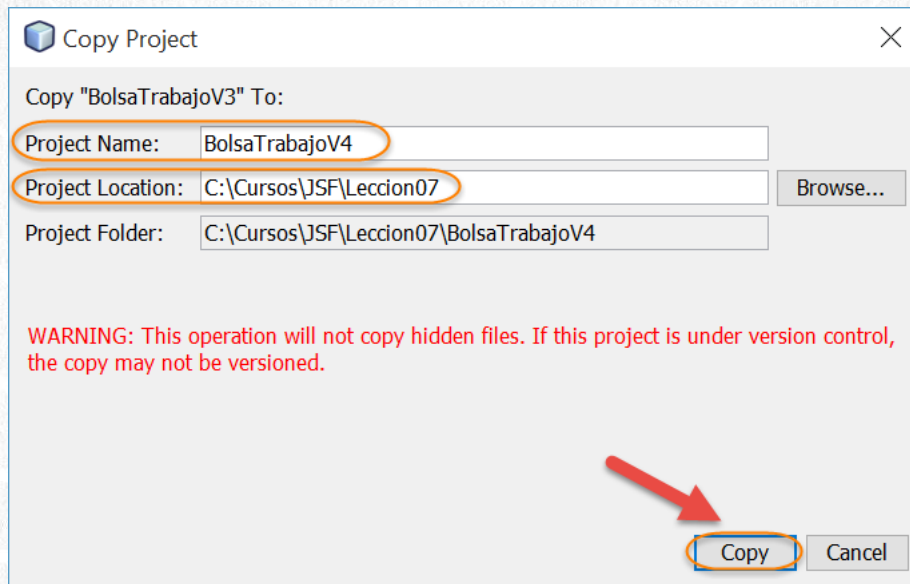 Copy Project
Copy "BolsaTrabajoV3" To:
Project Name: BolsaTrabajoV4
Project Location: C:\Cursos\JSF\Leccion07 Browse...
Project Folder: C:\Cursos\JSF\Leccion07\BolsaTrabajoV4
WARNING: This operation will not copy hidden files. If this project is under version control,
the copy may not be versioned.
Copy Cancel